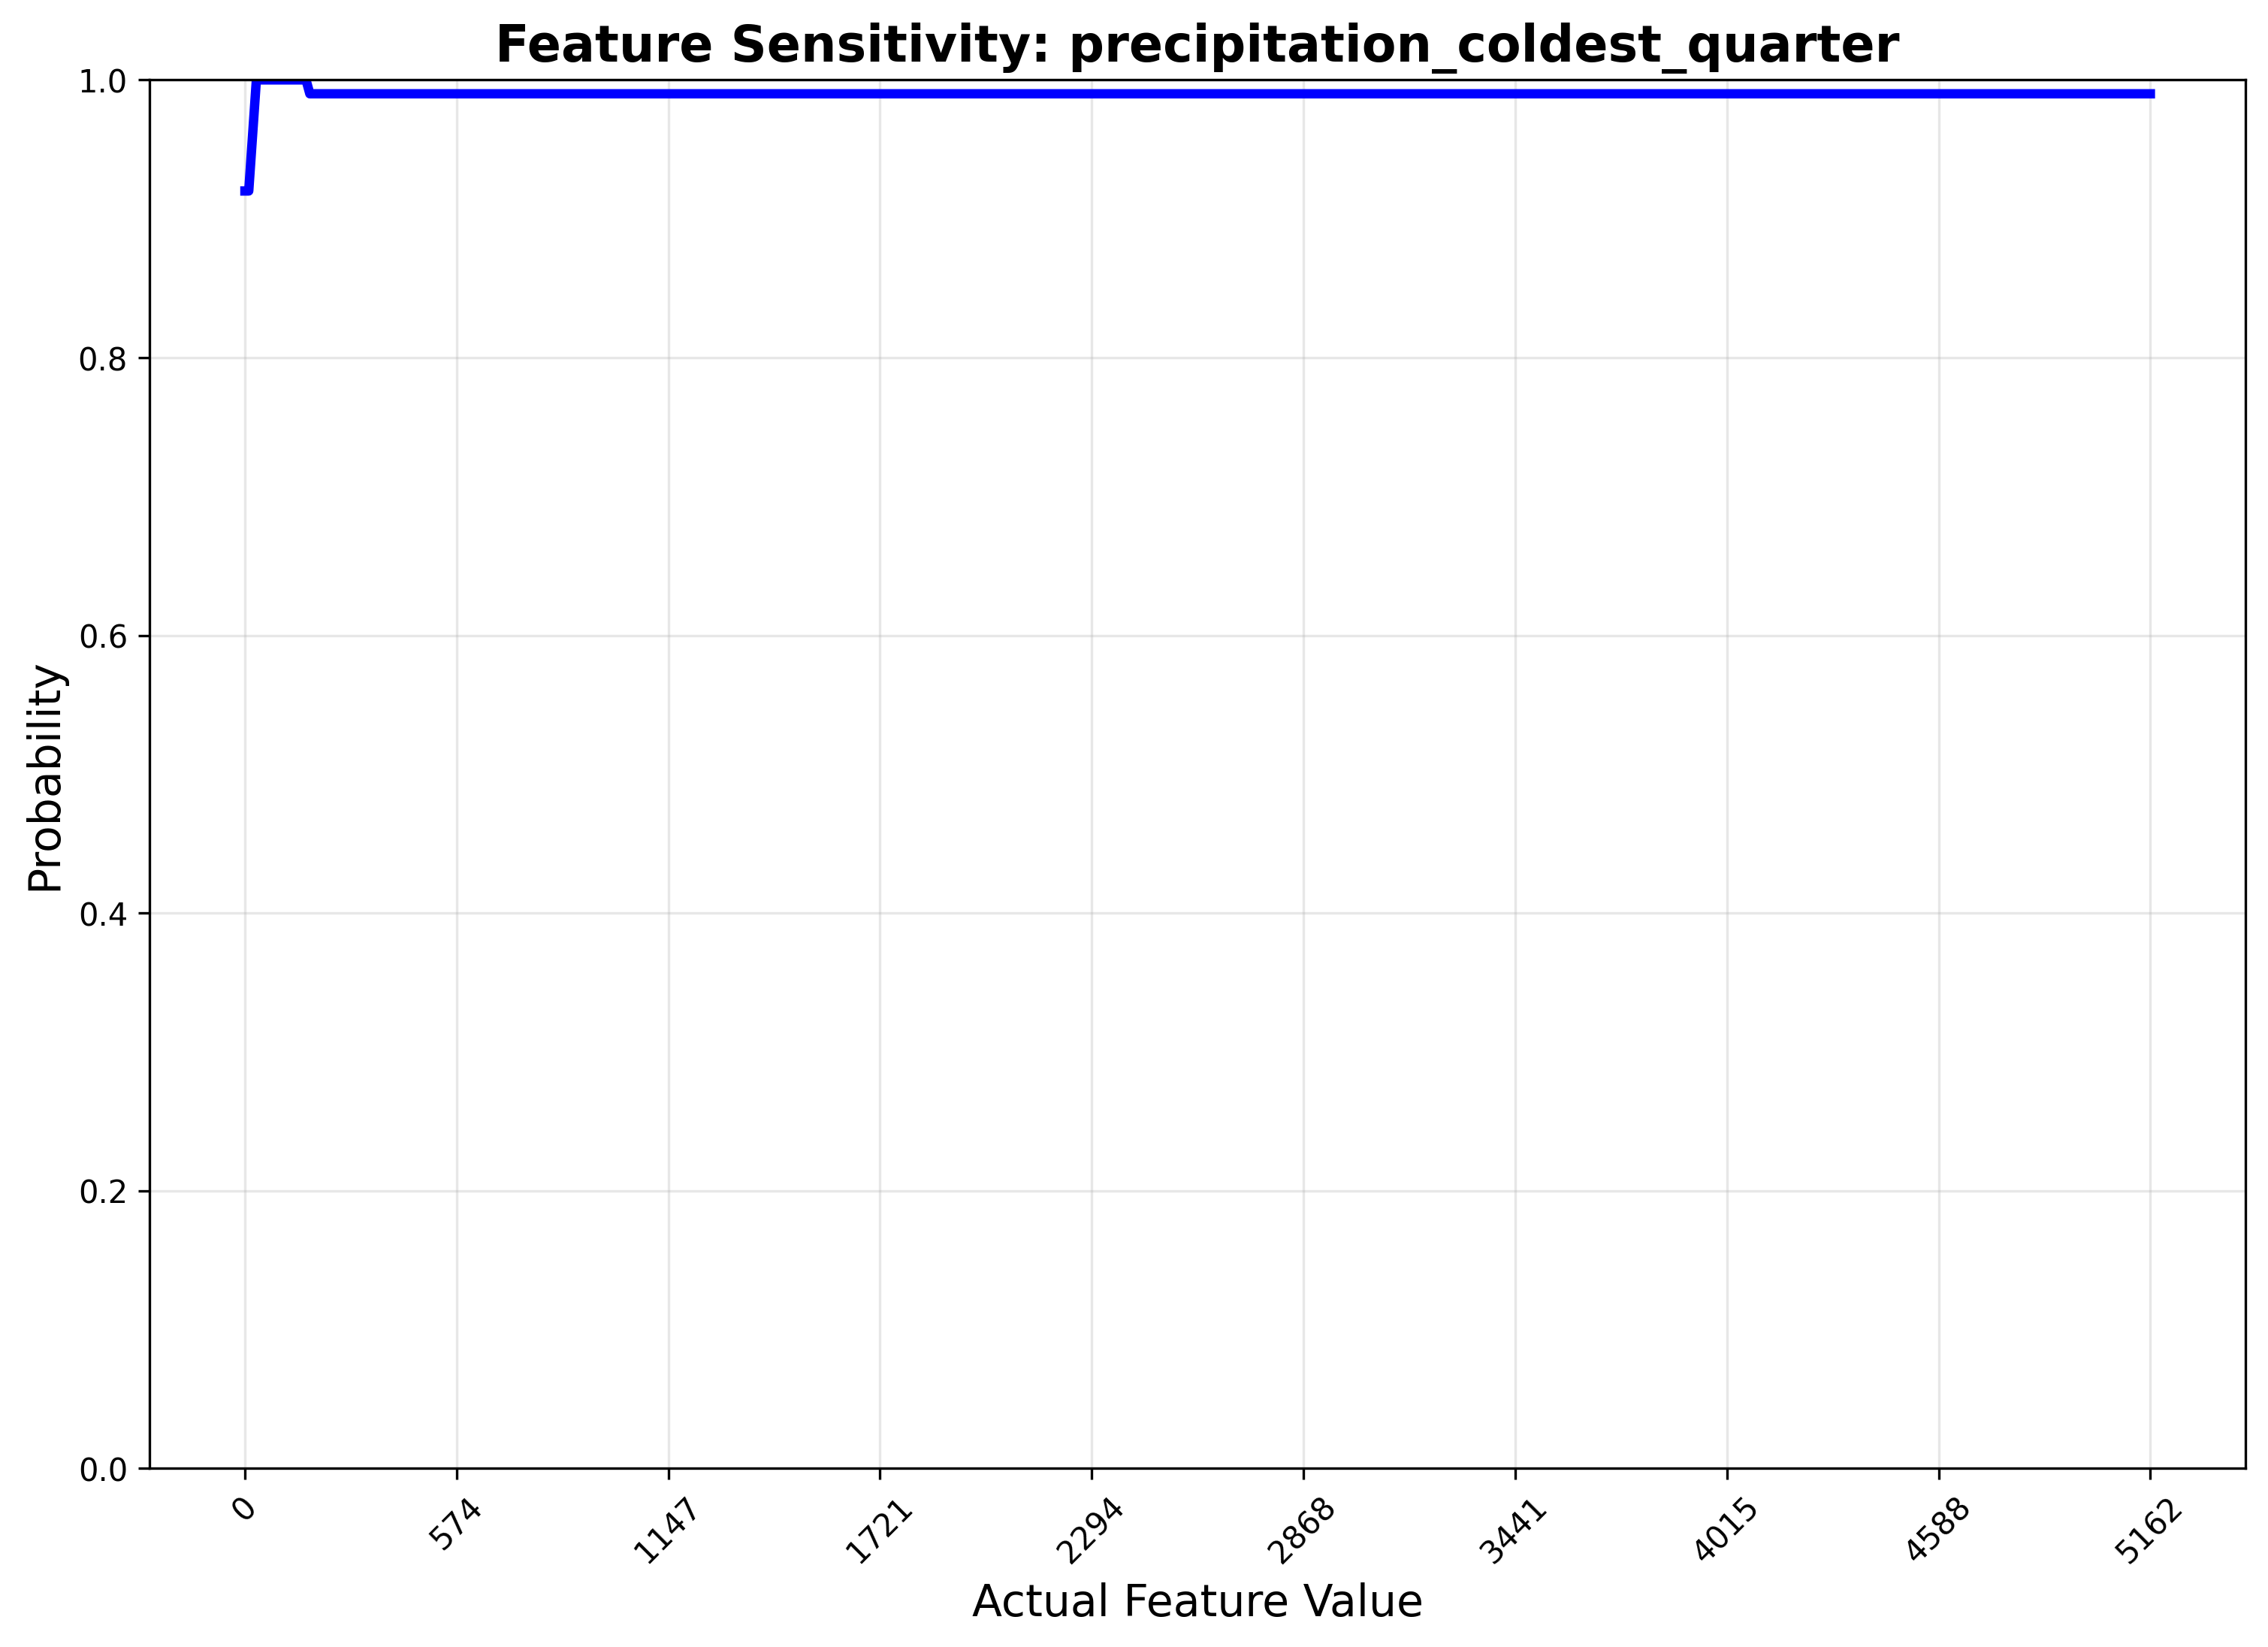 Feature Sensitivity: precipitation_coldest_quarter
1.0
0.8
0.6
0.4
0.2
0.0
Probability
0 574 1147 1721 2294 2868 3441 4015 4588 5162
Actual Feature Value